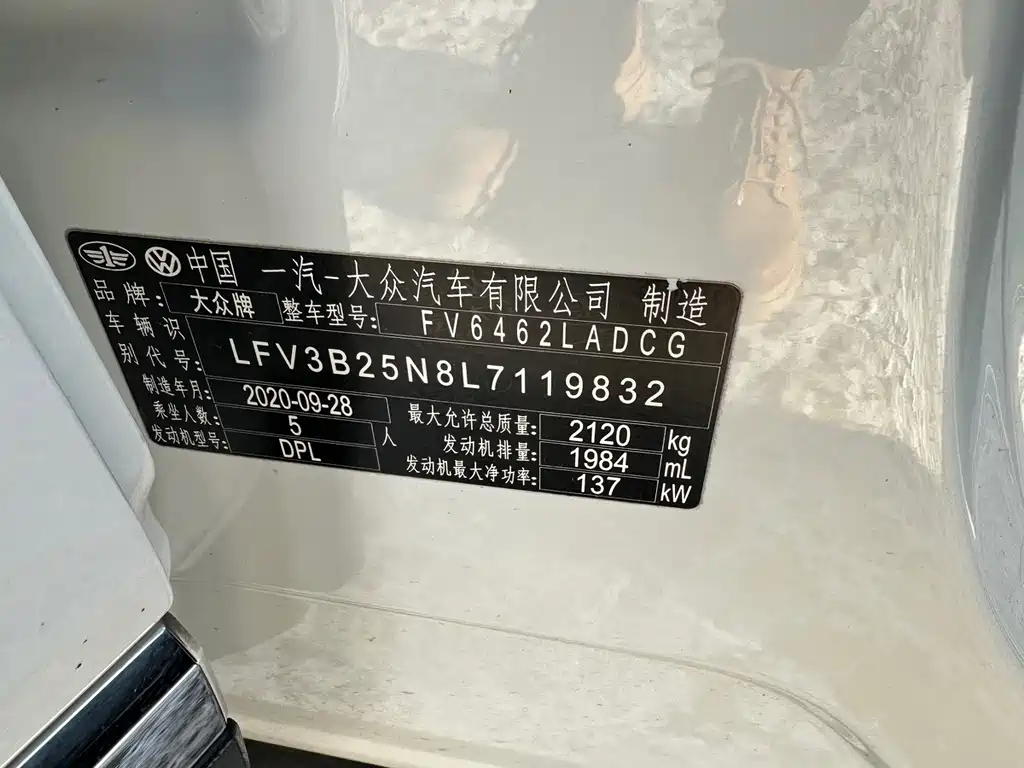 中国 一汽-大众汽车有限公司 制造
品牌: 大众牌 整车型号: FV6462LADCG
车辆识别代号: LFV3B25N8L7119832
制造年月: 2020-09-28 最大允许总质量: 2120 kg
乘坐人数: 5 人 发动机排量: 1984 mL
发动机型号: DPL 发动机最大净功率: 137 kW